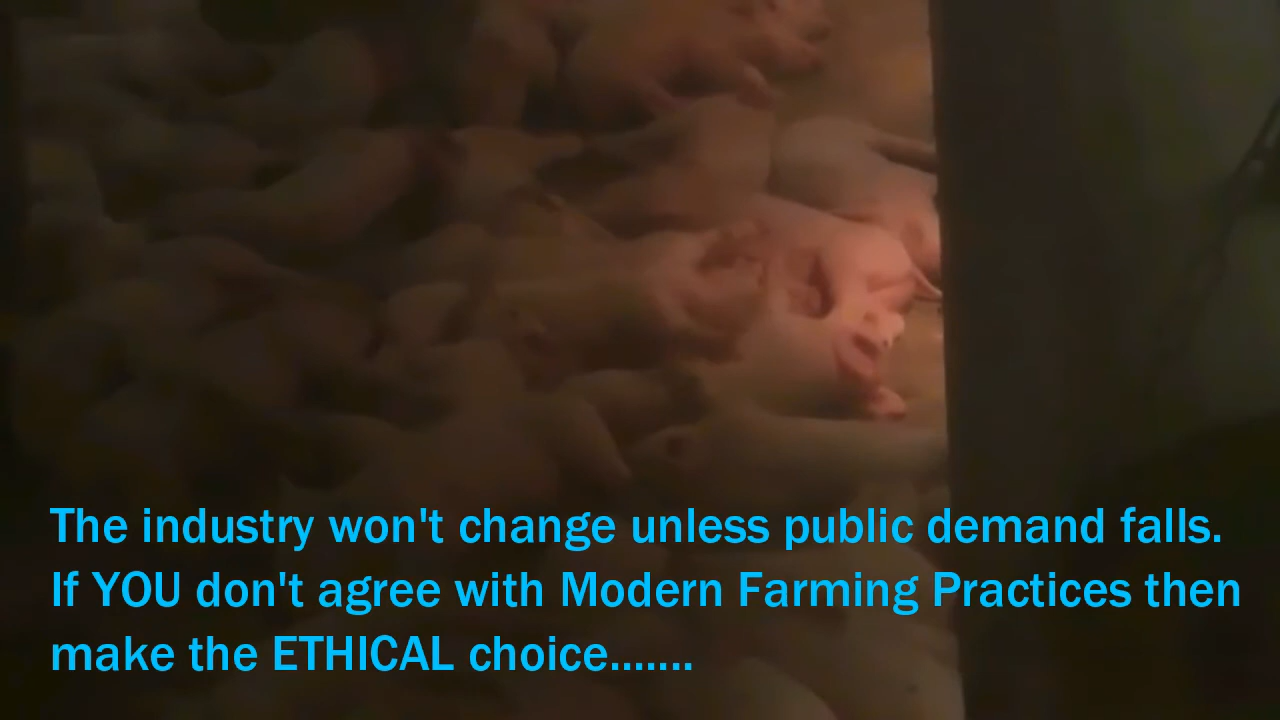 The industry won't change unless public demand falls.
If YOU don't agree with Modern Farming Practices then
make the ETHICAL choice.......